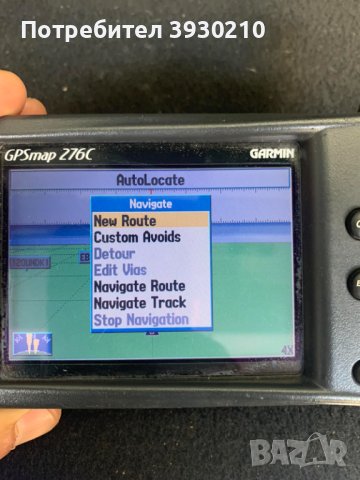 Потребител 3930210
GPSmap 276C
GARMIN
AutoLocate
Navigate
New Route
Custom Avoids
Detour
Edit Vias
Navigate Route
Navigate Track
Stop Navigation
4X
BAZAR